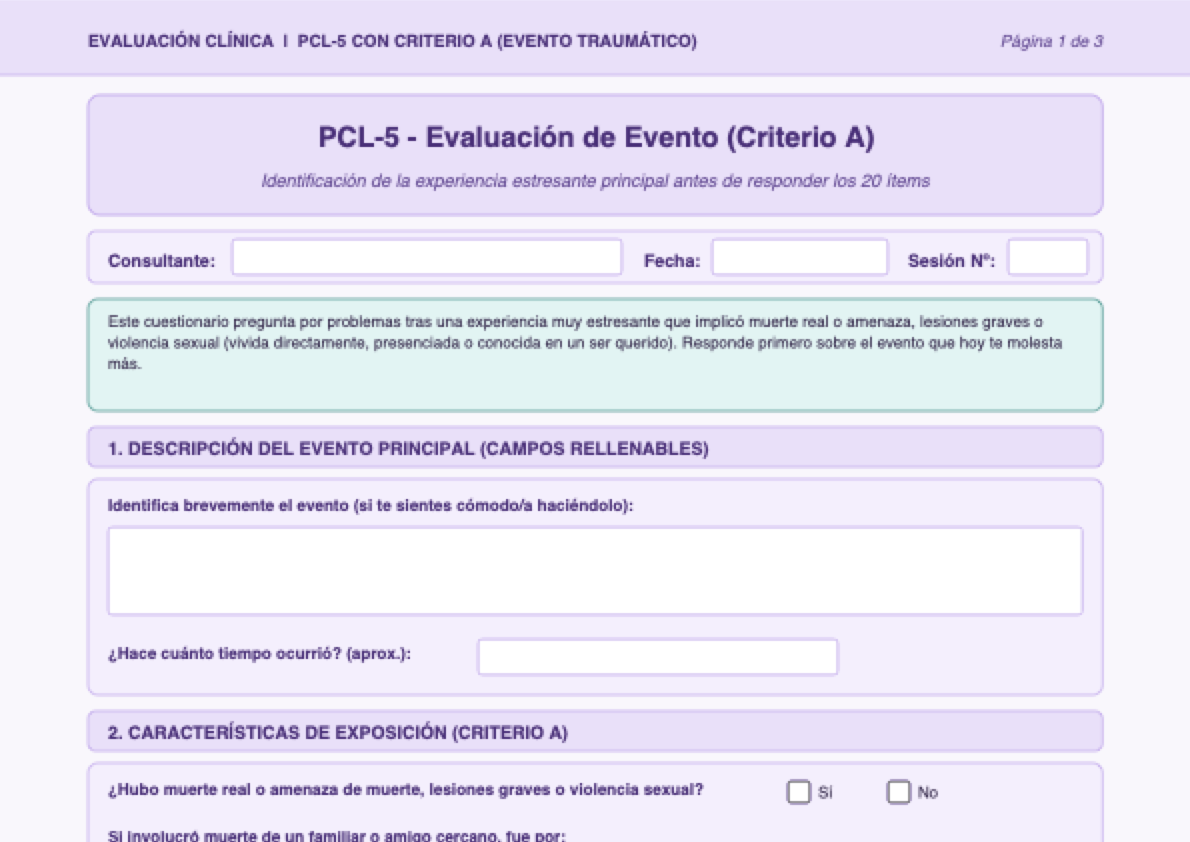 EVALUACIÓN CLÍNICA | PCL-5 CON CRITERIO A (EVENTO TRAUMÁTICO)
Página 1 de 3
PCL-5 - Evaluación de Evento (Criterio A)
Identificación de la experiencia estresante principal antes de responder los 20 ítems
Consultante: Fecha: Sesión Nº:
Este cuestionario pregunta por problemas tras una experiencia muy estresante que implicó muerte real o amenaza, lesiones graves o
violencia sexual (vivida directamente, presenciada o conocida en un ser querido). Responde primero sobre el evento que hoy te molesta
más.
1. DESCRIPCIÓN DEL EVENTO PRINCIPAL (CAMPOS RELLENABLES)
Identifica brevemente el evento (si te sientes cómodo/a haciéndolo):
¿Hace cuánto tiempo ocurrió? (aprox.):
2. CARACTERÍSTICAS DE EXPOSICIÓN (CRITERIO A)
¿Hubo muerte real o amenaza de muerte, lesiones graves o violencia sexual? Sí No
Si involucró muerte de un familiar o amigo cercano, fue por: